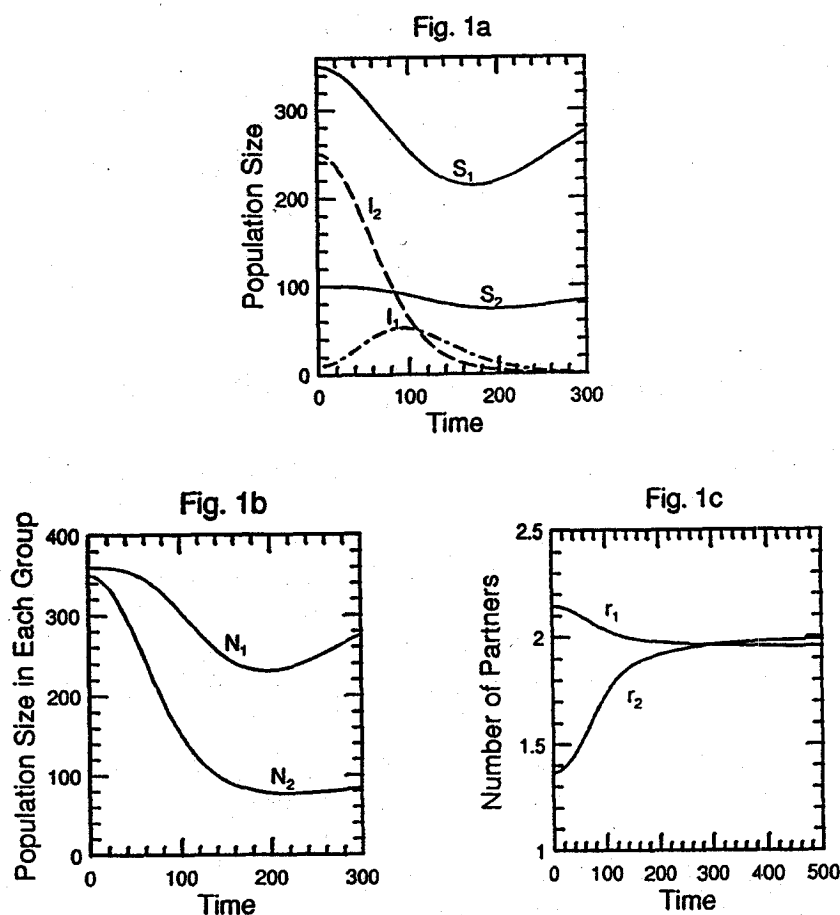 Fig. 1a
Population Size
300
200
100
0
S₁
I₂
S₂
I₁
0 100 200 300
Time
Fig. 1b
Population Size in Each Group
400
300
200
100
0
N₁
N₂
0 100 200 300
Time
Fig. 1c
Number of Partners
2.5
2
1.5
1
r₁
r₂
0 100 200 300 400 500
Time